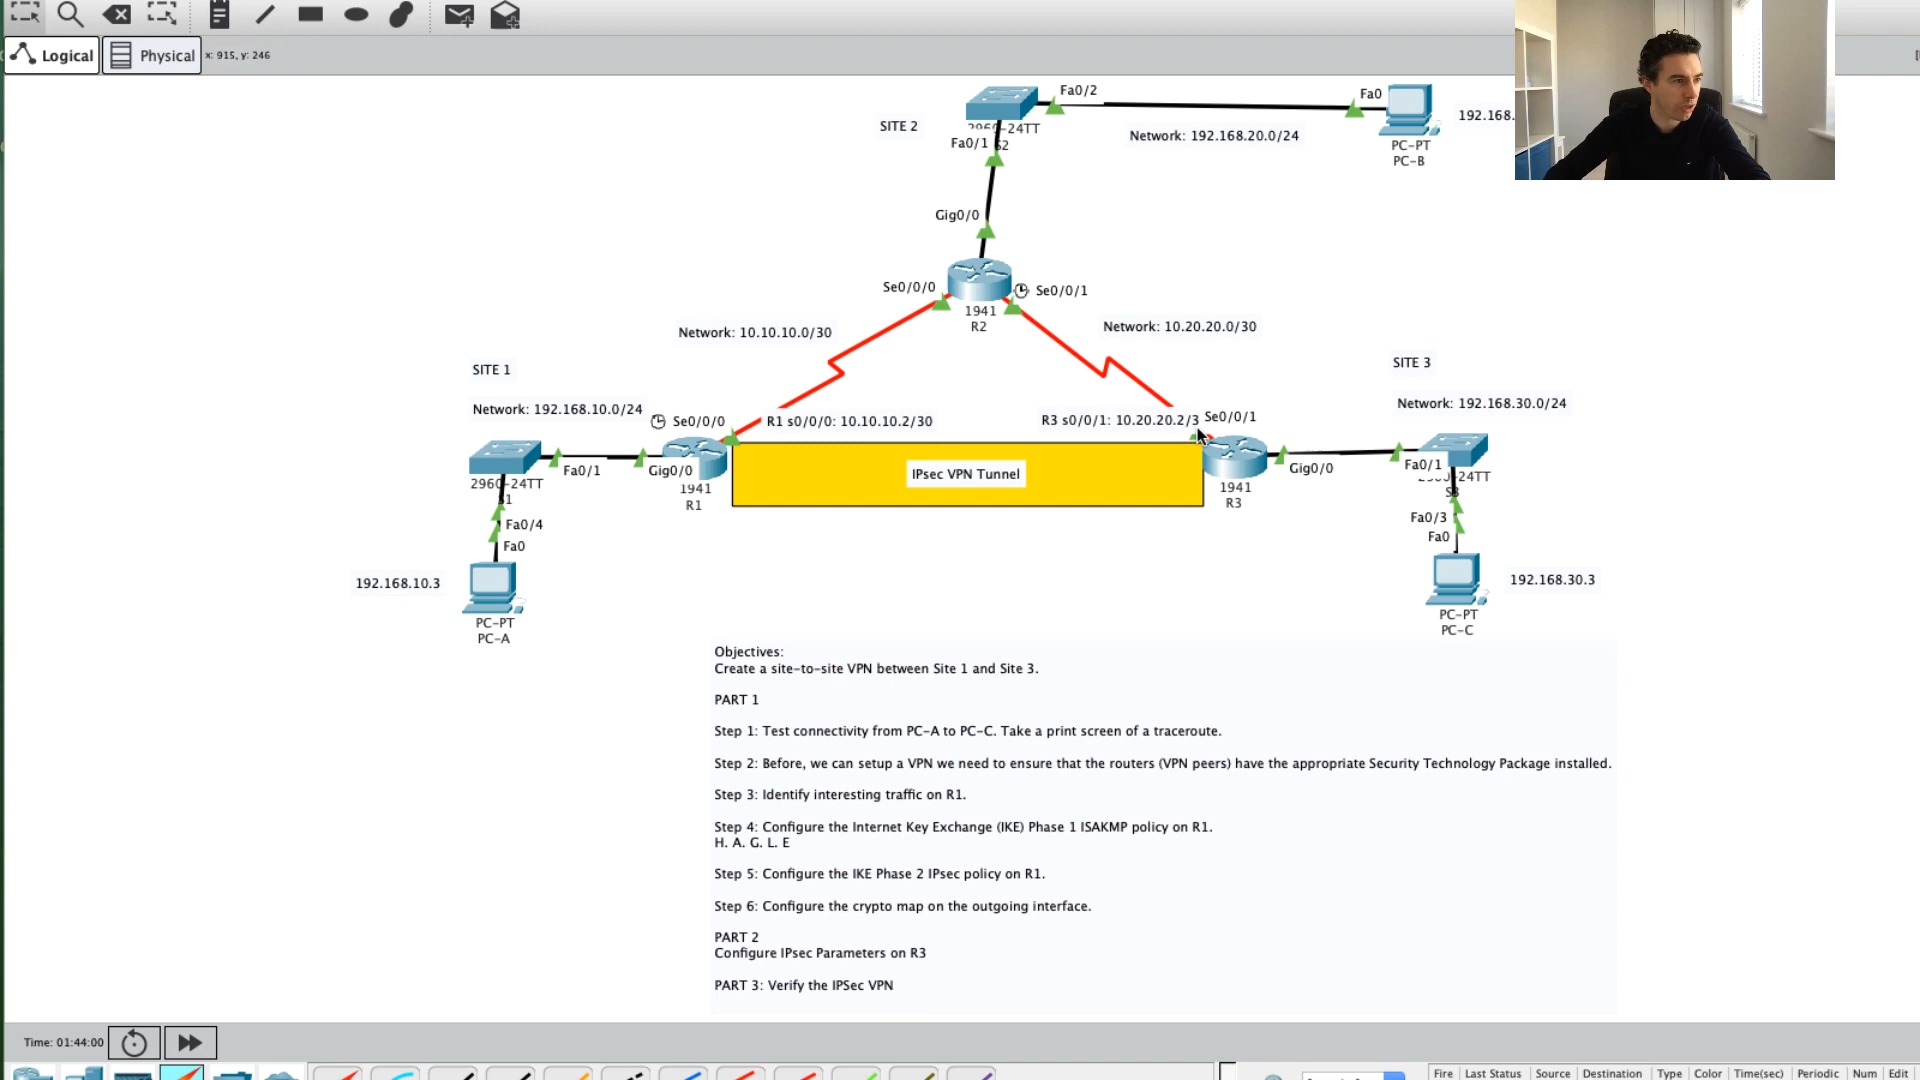 Logical
Physical
x: 915, y: 246
Fa0/2
Fa0
SITE 2
24TT
192.168.
Network: 192.168.20.0/24
Fa0/1
PC-PT
PC-B
Gig0/0
Se0/0/0
Se0/0/1
1941
R2
Network: 10.10.10.0/30
Network: 10.20.20.0/30
SITE 1
SITE 3
Network: 192.168.10.0/24
Network: 192.168.30.0/24
Se0/0/0
R1 s0/0/0: 10.10.10.2/30
R3 s0/0/1: 10.20.20.2/3
Se0/0/1
Fa0/1
Gig0/0
IPsec VPN Tunnel
Gig0/0
Fa0/1
2960-24TT
1941
R1
1941
R3
24TT
Fa0/4
Fa0
Fa0/3
Fa0
192.168.10.3
192.168.30.3
PC-PT
PC-A
PC-PT
PC-C
Objectives:
Create a site-to-site VPN between Site 1 and Site 3.
PART 1
Step 1: Test connectivity from PC-A to PC-C. Take a print screen of a traceroute.
Step 2: Before, we can setup a VPN we need to ensure that the routers (VPN peers) have the appropriate Security Technology Package installed.
Step 3: Identify interesting traffic on R1.
Step 4: Configure the Internet Key Exchange (IKE) Phase 1 ISAKMP policy on R1.
H. A. G. L. E
Step 5: Configure the IKE Phase 2 IPsec policy on R1.
Step 6: Configure the crypto map on the outgoing interface.
PART 2
Configure IPsec Parameters on R3
PART 3: Verify the IPSec VPN
Time: 01:44:00
Fire Last Status Source Destination Type Color Time(sec) Periodic Num Edit